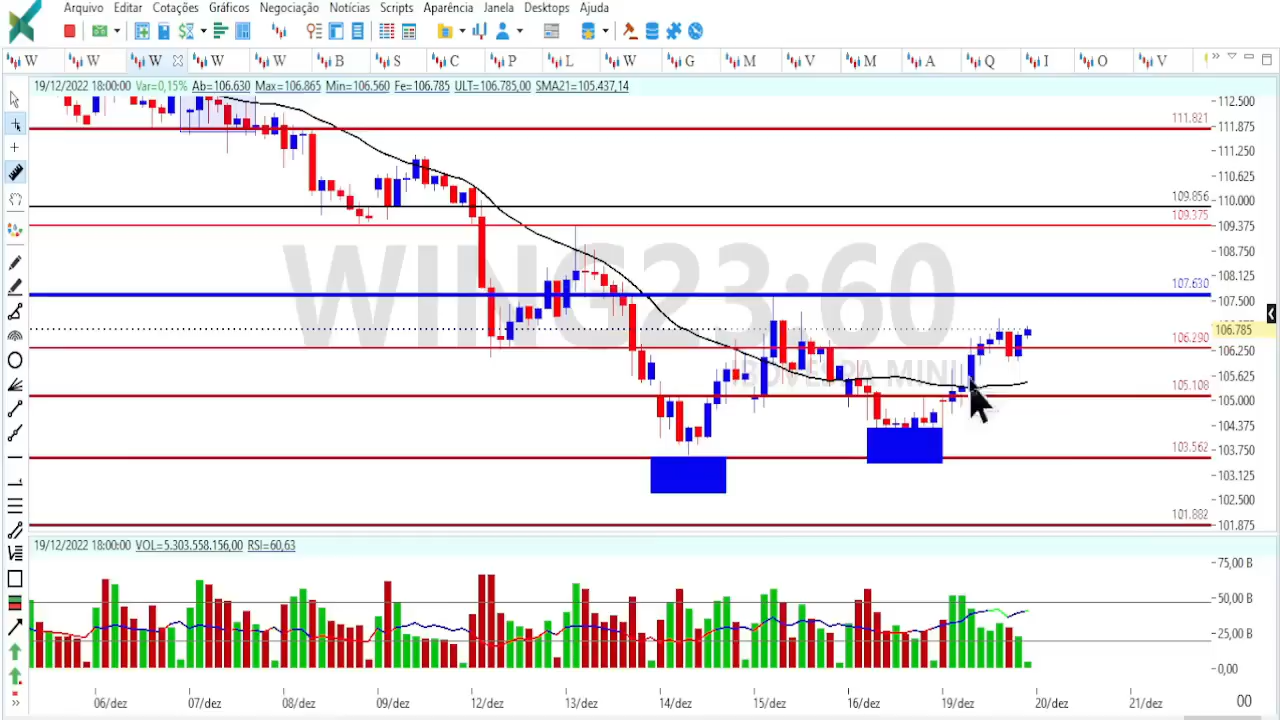 Arquivo Editar Cotações Gráficos Negociação Notícias Scripts Aparência Janela Desktops Ajuda
W W W W W B S C P L W G M V M A Q I O V
19/12/2022 18:00:00 Var=0,15% Ab=106.630 Max=106.865 Min=106.560 Fe=106.785 ULT=106.785,00 SMA21=105.437,14
112.500
111.821
111.875
111.250
110.625
109.856
110.000
109.375
109.375
108.750
WING23:60
108.125
107.630
107.500
106.785
106.290
106.250
IBOVESPA MINI
105.625
105.108
105.000
104.375
103.562
103.750
103.125
102.500
101.882
101.875
19/12/2022 18:00:00 VOL=5.303.558.156,00 RSI=60,63
75,00 B
50,00 B
25,00 B
0,00
06/dez 07/dez 08/dez 09/dez 12/dez 13/dez 14/dez 15/dez 16/dez 19/dez 20/dez 21/dez 00